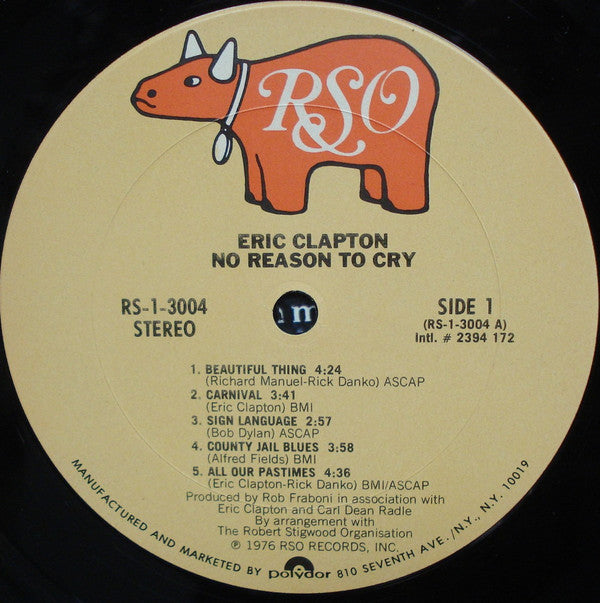 RSO
ERIC CLAPTON
NO REASON TO CRY
RS-1-3004
STEREO
SIDE 1
(RS-1-3004 A)
Intl. # 2394 172
m
1. BEAUTIFUL THING 4:24
(Richard Manuel-Rick Danko) ASCAP
2. CARNIVAL 3:41
(Eric Clapton) BMI
3. SIGN LANGUAGE 2:57
(Bob Dylan) ASCAP
4. COUNTY JAIL BLUES 3:58
(Alfred Fields) BMI
5. ALL OUR PASTIMES 4:36
(Eric Clapton-Rick Danko) BMI/ASCAP
Produced by Rob Fraboni in association with
Eric Clapton and Carl Dean Radle
By arrangement with
The Robert Stigwood Organisation
℗ 1976 RSO RECORDS, INC.
MANUFACTURED AND MARKETED BY polydor 810 SEVENTH AVE./N.Y., N.Y. 10019